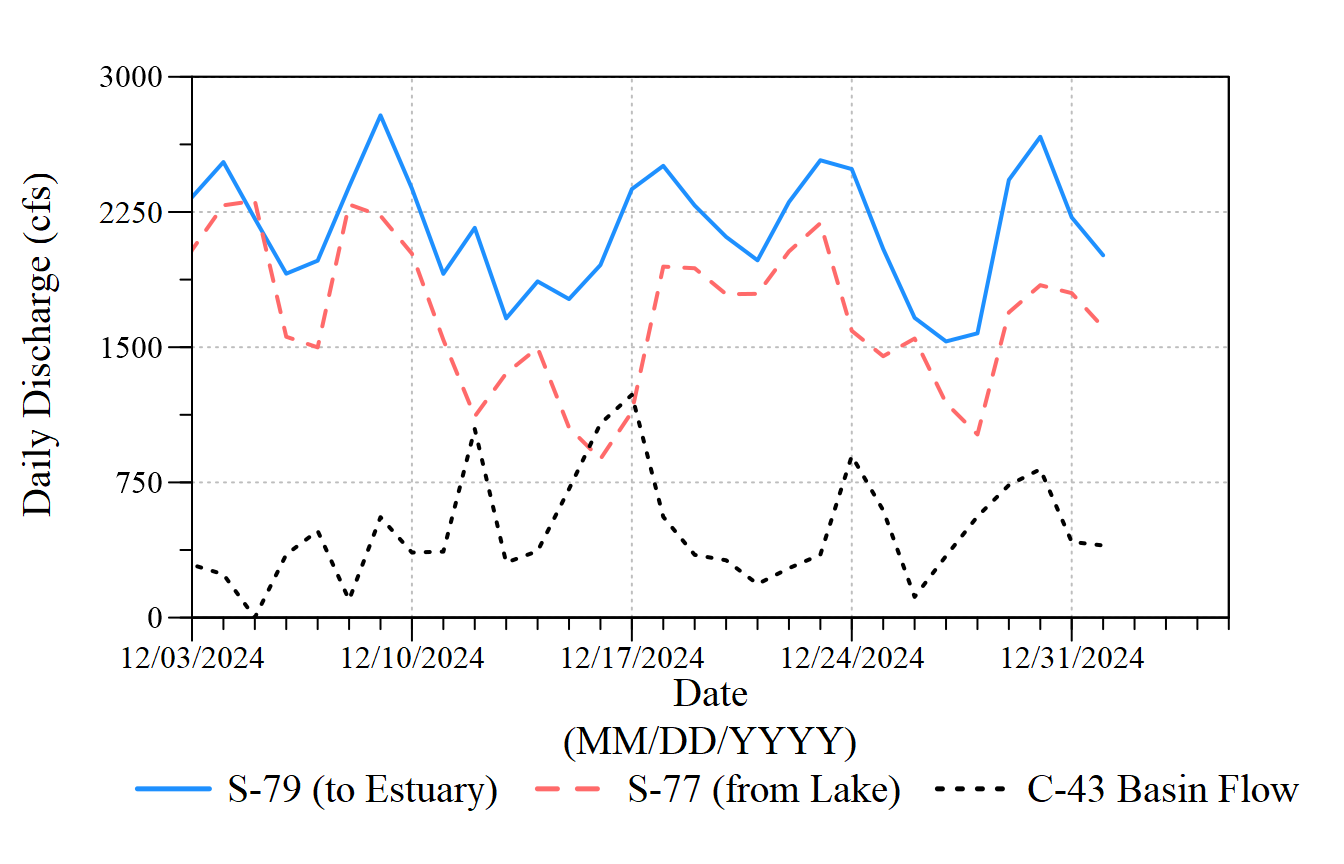 3000
2250
1500
750
0
Daily Discharge (cfs)
12/03/2024 12/10/2024 12/17/2024 12/24/2024 12/31/2024
Date
(MM/DD/YYYY)
S-79 (to Estuary) S-77 (from Lake) C-43 Basin Flow